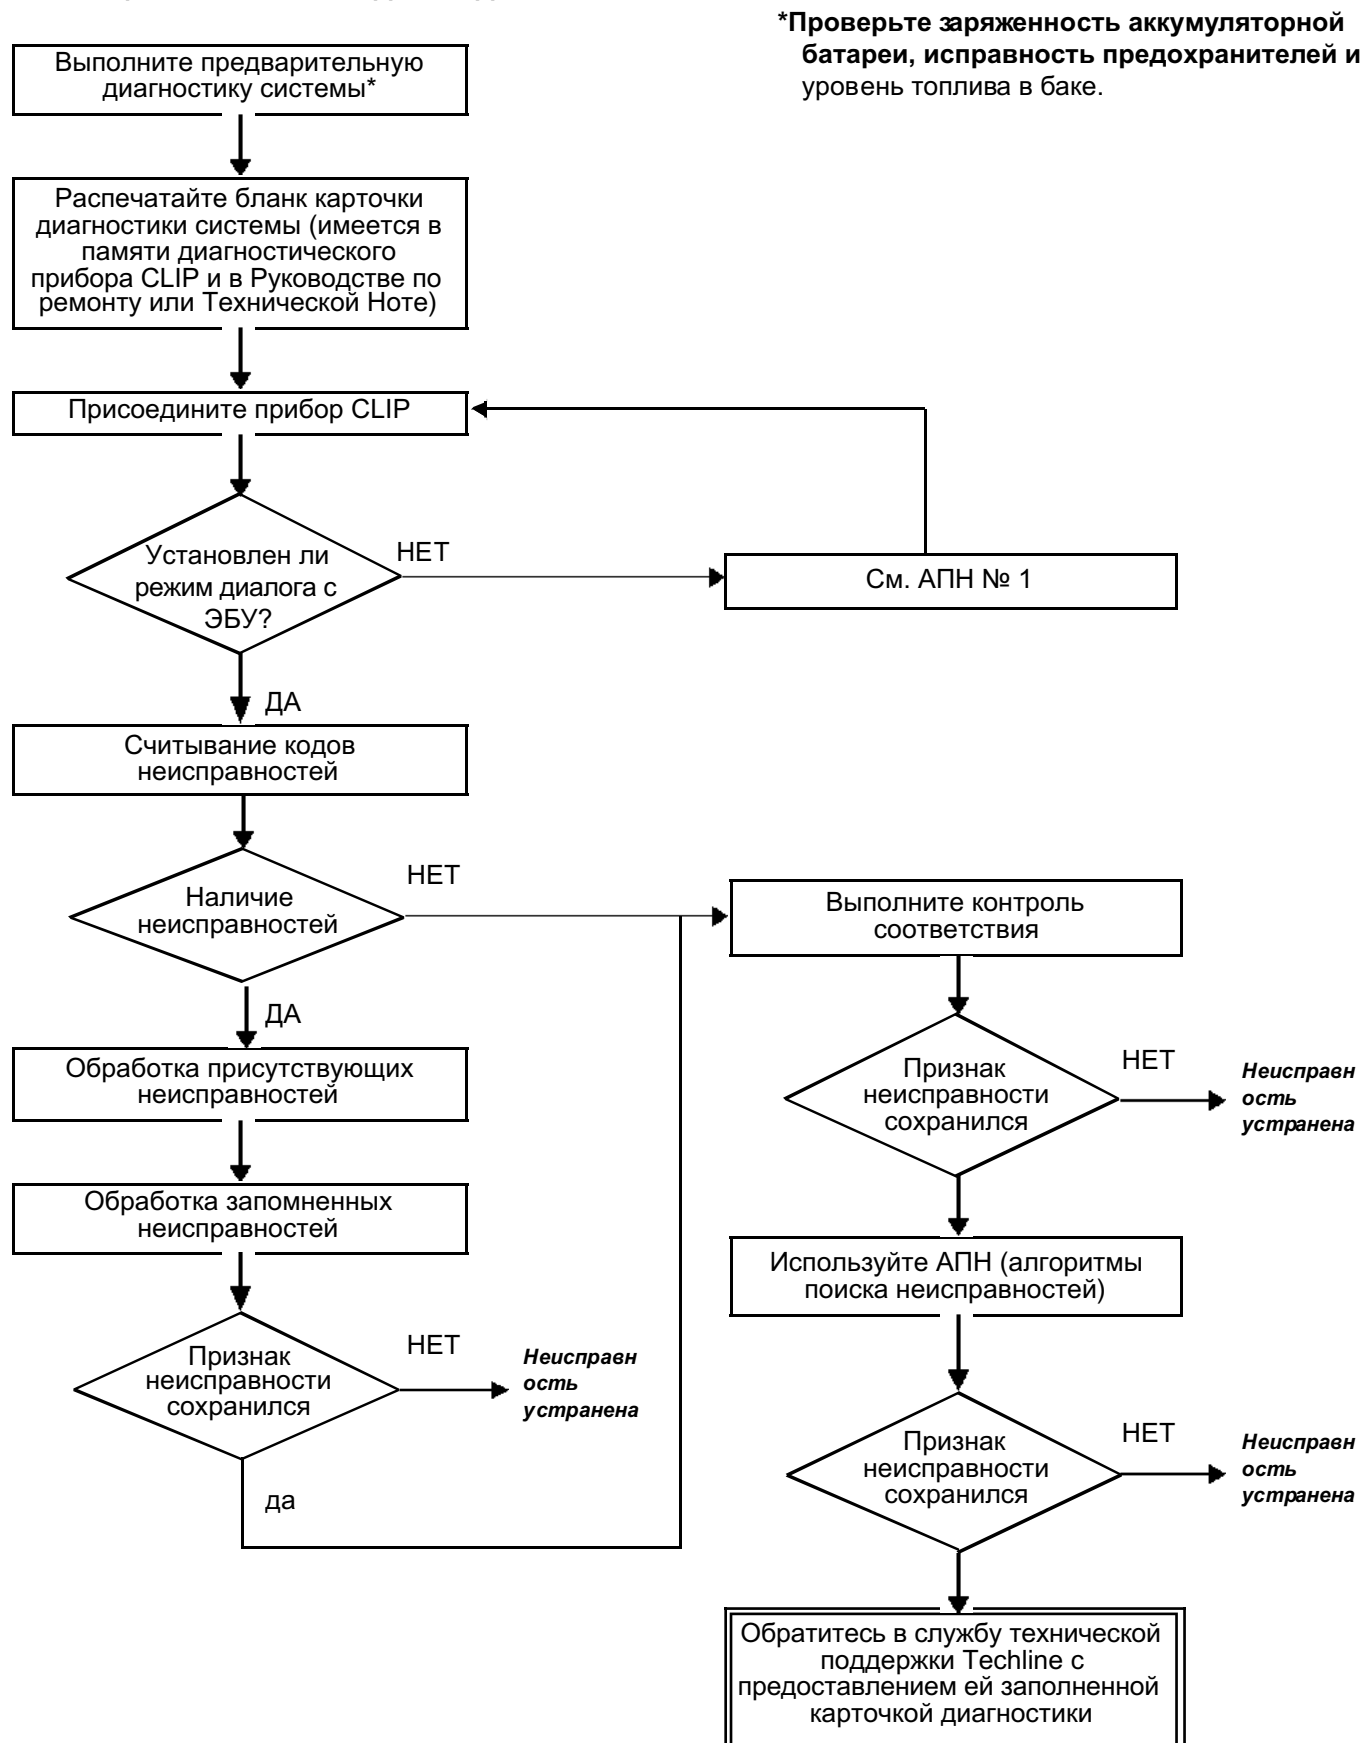 *Проверьте заряженность аккумуляторной
батареи, исправность предохранителей и
уровень топлива в баке.
Выполните предварительную
диагностику системы*
Распечатайте бланк карточки
диагностики системы (имеется в
памяти диагностического
прибора CLIP и в Руководстве по
ремонту или Технической Ноте)
Присоедините прибор CLIP
Установлен ли
режим диалога с
ЭБУ?
НЕТ
См. АПН № 1
ДА
Считывание кодов
неисправностей
Наличие
неисправностей
НЕТ
ДА
Обработка присутствующих
неисправностей
Обработка запомненных
неисправностей
Признак
неисправности
сохранился
НЕТ
Неисправн
ость
устранена
да
Выполните контроль
соответствия
Признак
неисправности
сохранился
НЕТ
Неисправн
ость
устранена
Используйте АПН (алгоритмы
поиска неисправностей)
Признак
неисправности
сохранился
НЕТ
Неисправн
ость
устранена
Обратитесь в службу технической
поддержки Techline с
предоставлением ей заполненной
карточкой диагностики